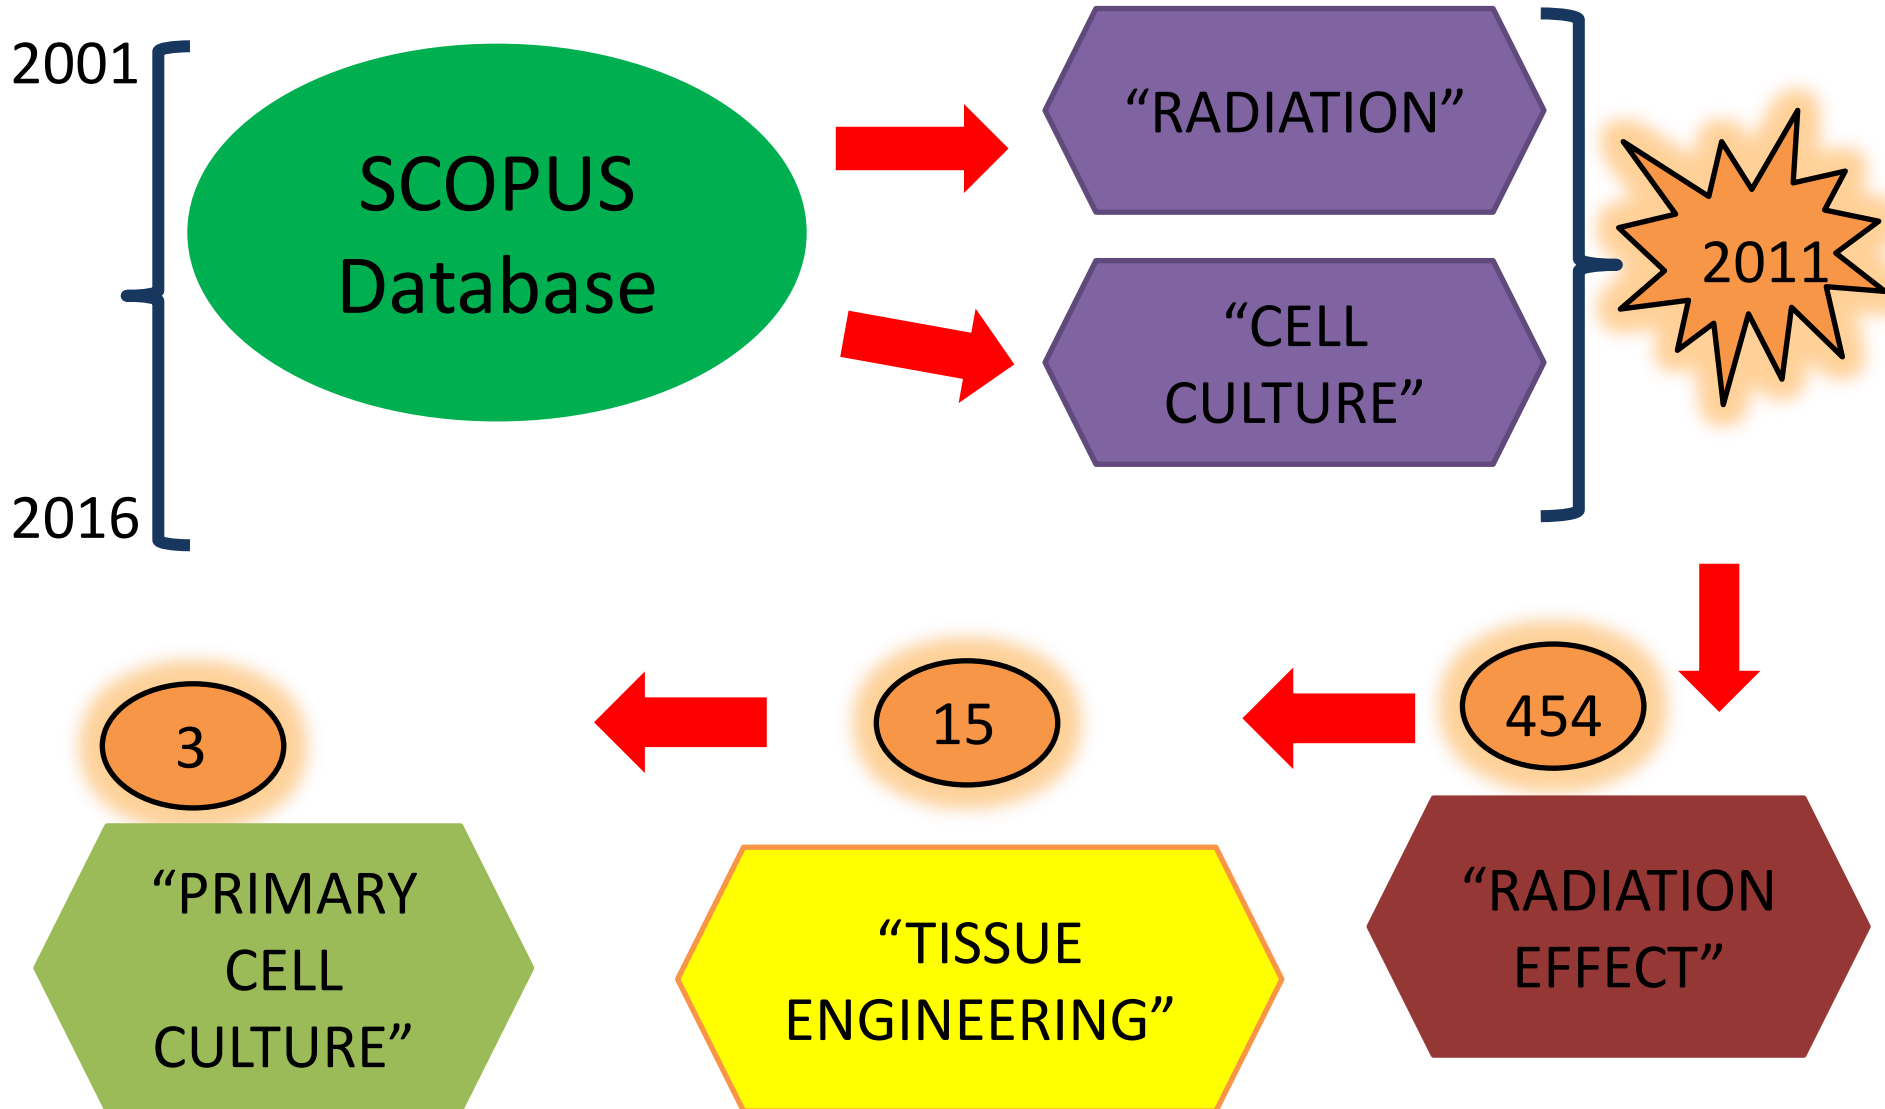 2001
SCOPUS
Database
2016
“RADIATION”
“CELL
CULTURE”
2011
454
“RADIATION
EFFECT”
15
“TISSUE
ENGINEERING”
3
“PRIMARY
CELL
CULTURE”